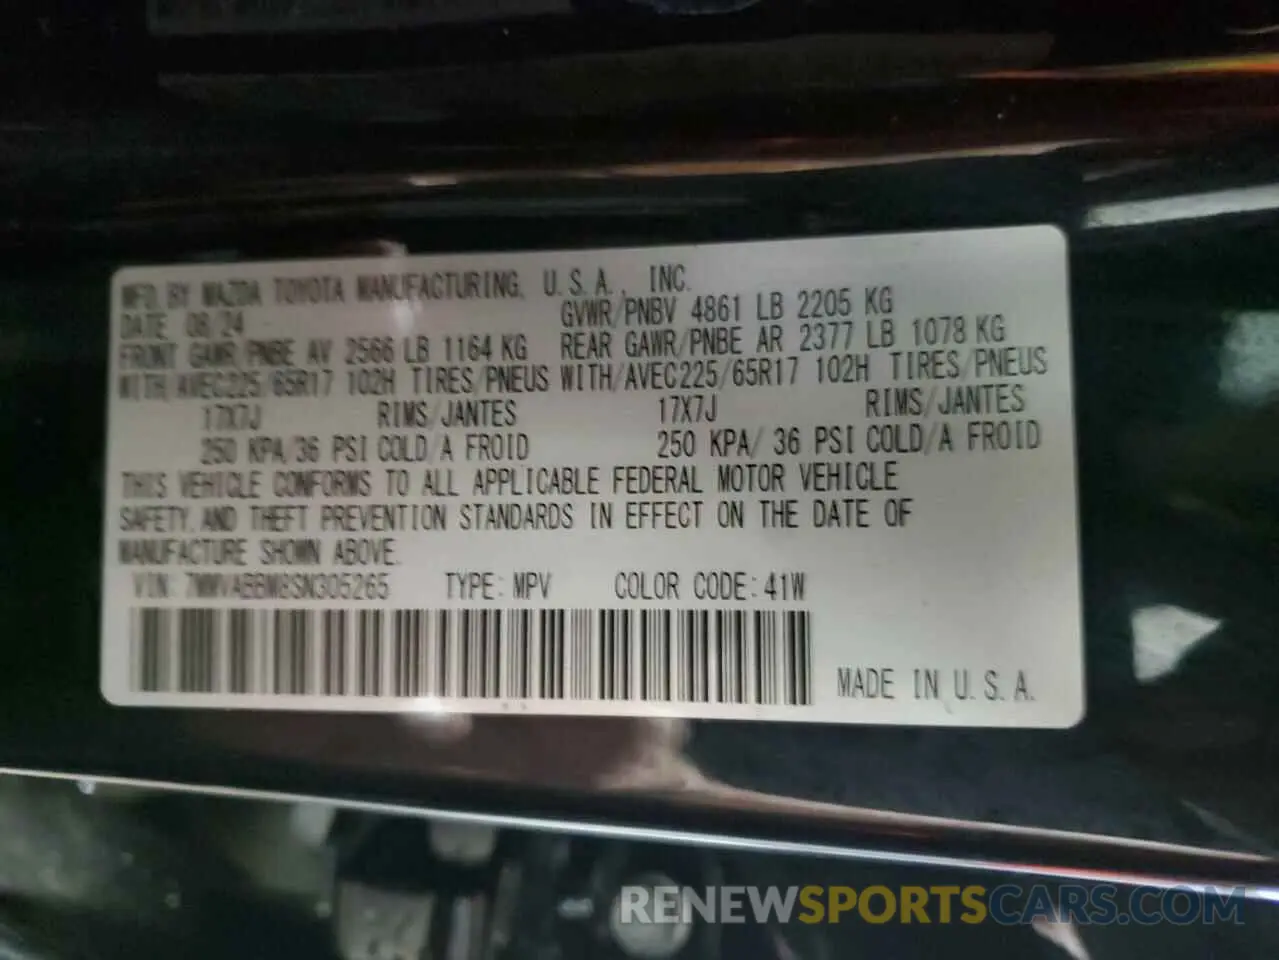 MFD. BY MAZDA TOYOTA MANUFACTURING, U.S.A., INC.
DATE 08/24 GVWR/PNBV 4861 LB 2205 KG
FRONT GAWR/PNBE AV 2566 LB 1164 KG REAR GAWR/PNBE AR 2377 LB 1078 KG
WITH/AVEC225/65R17 102H TIRES/PNEUS WITH/AVEC225/65R17 102H TIRES/PNEUS
17X7J RIMS/JANTES 17X7J RIMS/JANTES
250 KPA/36 PSI COLD/A FROID 250 KPA/ 36 PSI COLD/A FROID
THIS VEHICLE CONFORMS TO ALL APPLICABLE FEDERAL MOTOR VEHICLE
SAFETY, AND THEFT PREVENTION STANDARDS IN EFFECT ON THE DATE OF
MANUFACTURE SHOWN ABOVE.
VIN: 7MMVABBM8SN305265 TYPE: MPV COLOR CODE: 41W
MADE IN U.S.A.
RENEWSPORTSCARS.COM